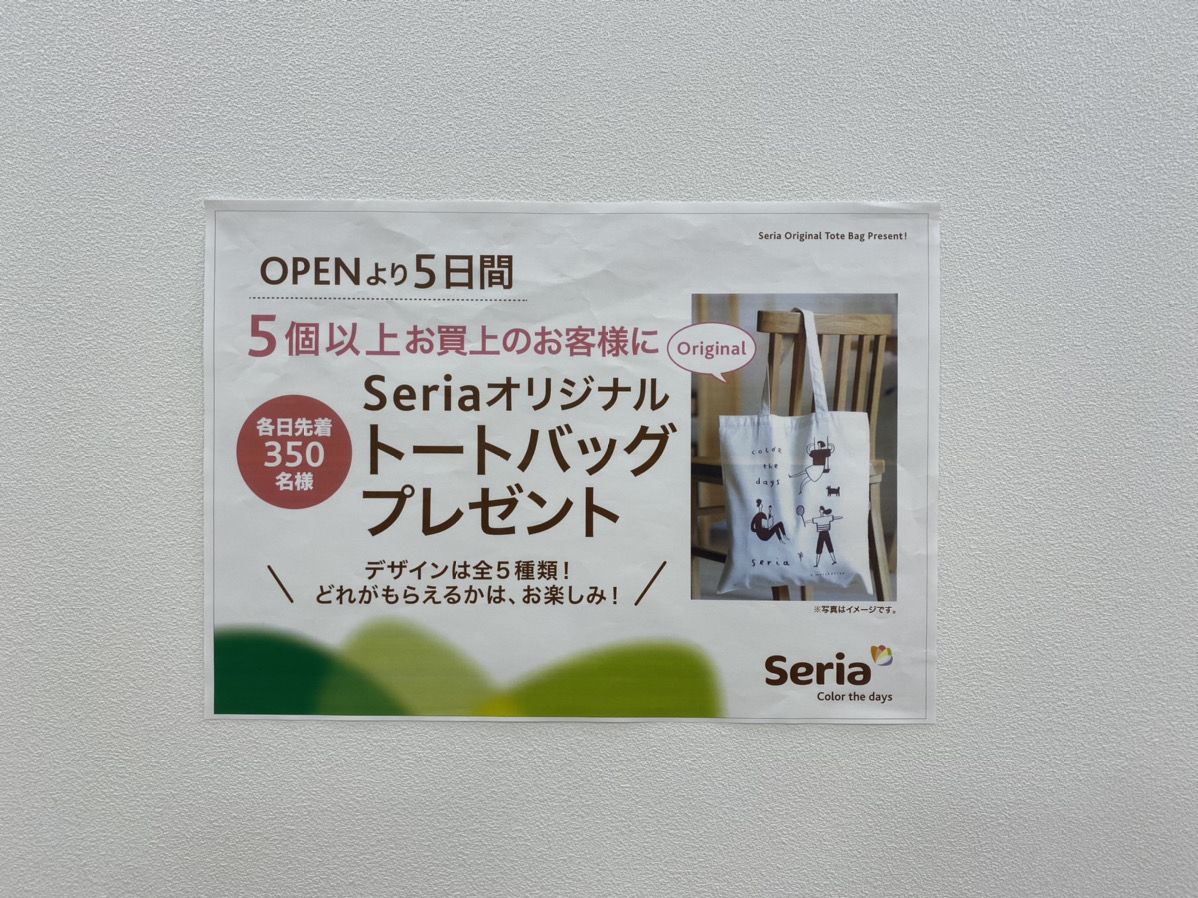 Seria Original Tote Bag Present!
OPENより5日間
5個以上お買上のお客様に
Original
Seriaオリジナル
トートバッグ
プレゼント
各日先着
350
名様
デザインは全5種類！
どれがもらえるかは、お楽しみ！
color
the
days
seria
※写真はイメージです。
Seria
Color the days